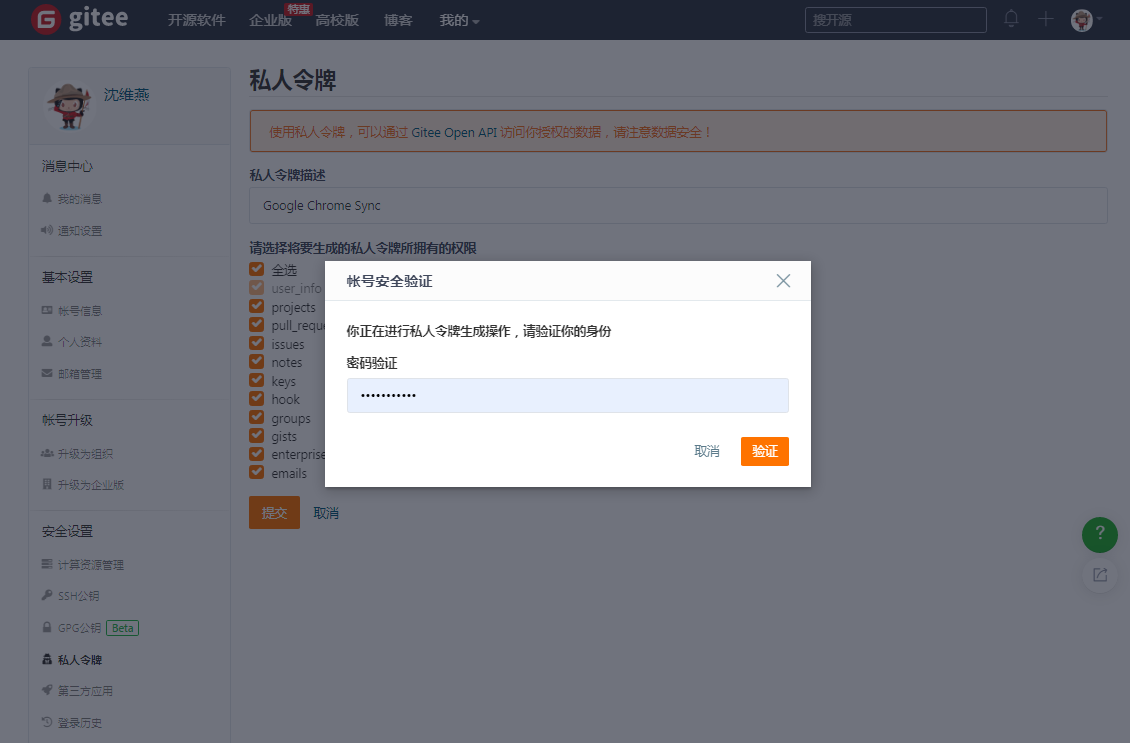 gitee 开源软件 企业版 特惠 高校版 博客 我的 搜开源
沈维燕
消息中心
我的消息
通知设置
基本设置
帐号信息
个人资料
邮箱管理
帐号升级
升级为组织
升级为企业版
安全设置
计算资源管理
SSH公钥
GPG公钥 Beta
私人令牌
第三方应用
登录历史
私人令牌
使用私人令牌，可以通过 Gitee Open API 访问你授权的数据，请注意数据安全！
私人令牌描述
Google Chrome Sync
请选择将要生成的私人令牌所拥有的权限
全选
user_info
projects
pull_reque
issues
notes
keys
hook
groups
gists
enterprise
emails
提交 取消
帐号安全验证
你正在进行私人令牌生成操作，请验证你的身份
密码验证
•••••••••••
取消 验证
?